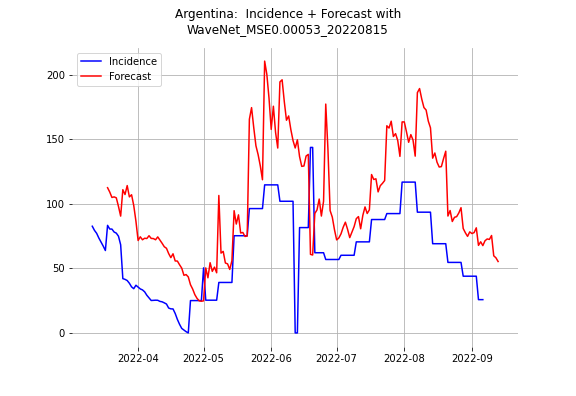 Argentina:  Incidence + Forecast with
WaveNet_MSE0.00053_20220815
Incidence
Forecast
200
150
100
50
0
2022-04
2022-05
2022-06
2022-07
2022-08
2022-09